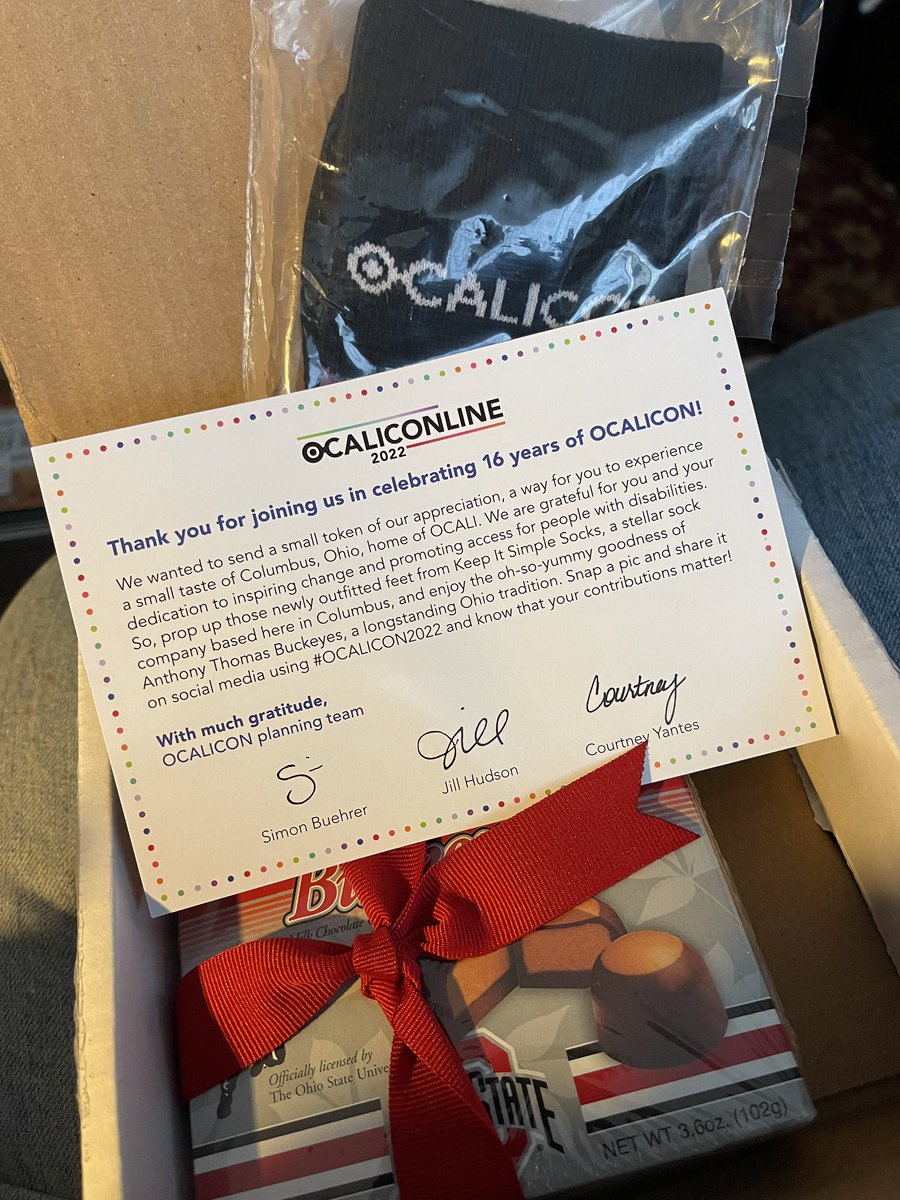 OCALICON
OCALICONLINE
2022
Thank you for joining us in celebrating 16 years of OCALICON!
We wanted to send a small token of our appreciation, a way for you to experience
a small taste of Columbus, Ohio, home of OCALI. We are grateful for you and your
dedication to inspiring change and promoting access for people with disabilities.
So, prop up those newly outfitted feet from Keep It Simple Socks, a stellar sock
company based here in Columbus, and enjoy the oh-so-yummy goodness of
Anthony Thomas Buckeyes, a longstanding Ohio tradition. Snap a pic and share it
on social media using #OCALICON2022 and know that your contributions matter!
With much gratitude,
OCALICON planning team
Si
Jill
Courtney
Simon Buehrer
Jill Hudson
Courtney Yantes
Milk Chocolate
Officially licensed by
The Ohio State
STATE
NET WT 3.6oz. (102g)